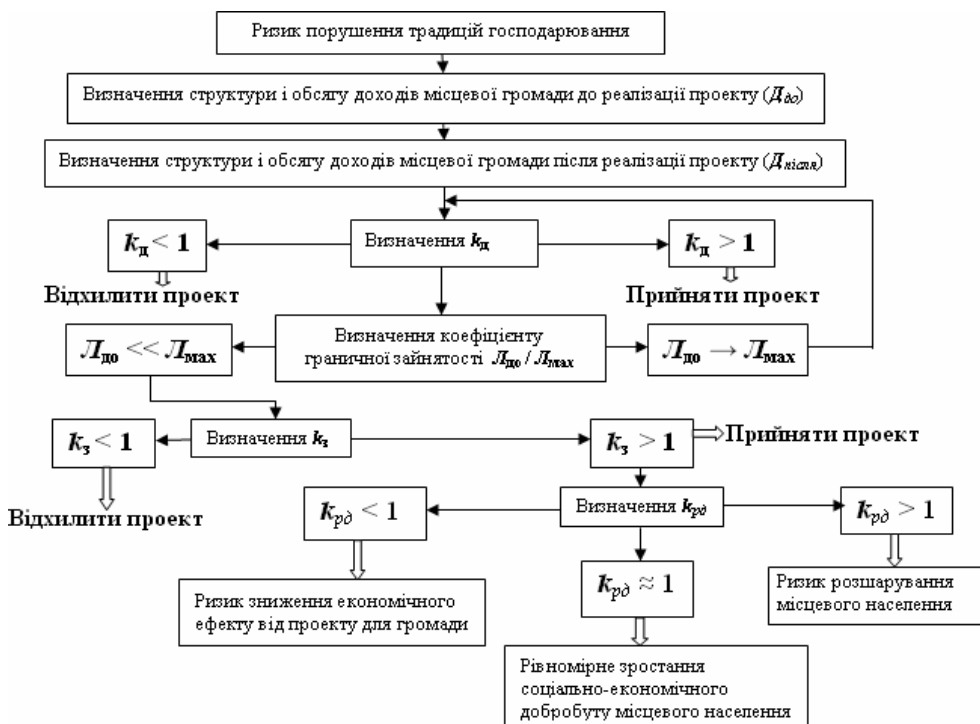 Ризик порушення традицій господарювання
Визначення структури і обсягу доходів місцевої громади до реалізації проекту (Ддо)
Визначення структури і обсягу доходів місцевої громади після реалізації проекту (Дпісля)
kд < 1
Визначення kд
kд > 1
Відхилити проект
Прийняти проект
Лдо << Лмах
Визначення коефіцієнту
граничної зайнятості Лдо / Лмах
Лдо → Лмах
kз < 1
Визначення kз
kз > 1
Прийняти проект
Відхилити проект
kрд < 1
Визначення kрд
kрд > 1
kрд ≈ 1
Ризик зниження економічного
ефекту від проекту для громади
Ризик розшарування
місцевого населення
Рівномірне зростання
соціально-економічного
добробуту місцевого населення